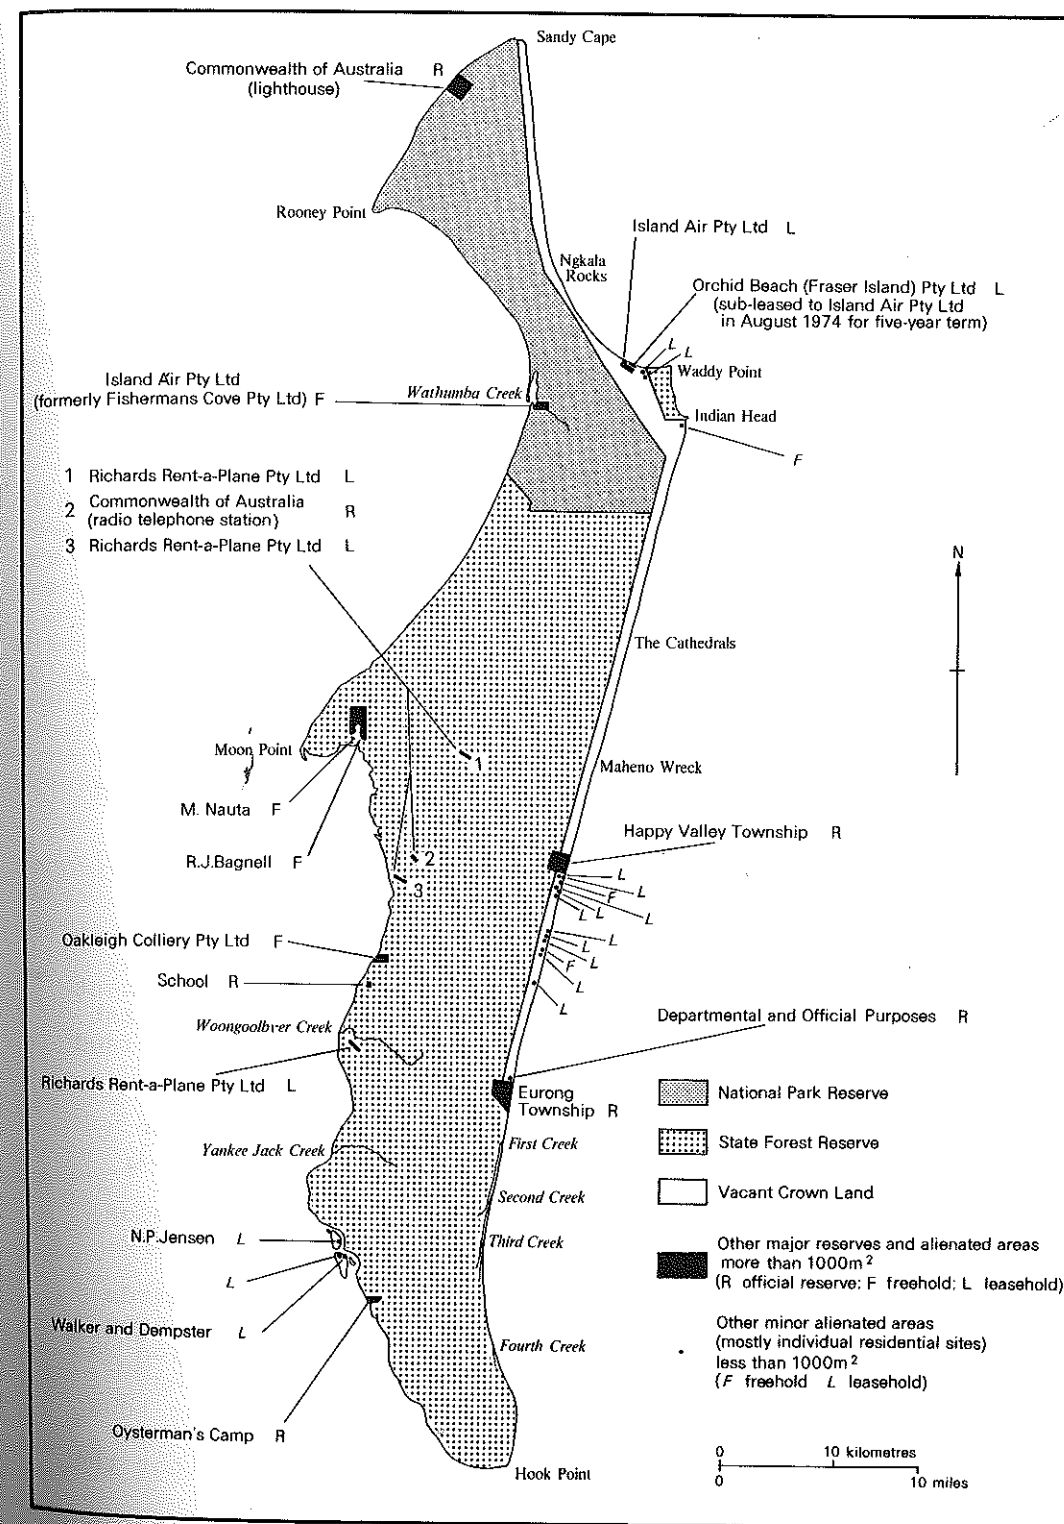 Sandy Cape
Commonwealth of Australia R
(lighthouse)
Rooney Point
Island Air Pty Ltd L
Ngkala
Rocks
Orchid Beach (Fraser Island) Pty Ltd L
(sub-leased to Island Air Pty Ltd
in August 1974 for five-year term)
L
L
Waddy Point
Island Air Pty Ltd
(formerly Fishermans Cove Pty Ltd) F
Wathumba Creek
Indian Head
F
1 Richards Rent-a-Plane Pty Ltd L
2 Commonwealth of Australia R
(radio telephone station)
3 Richards Rent-a-Plane Pty Ltd L
N
The Cathedrals
Moon Point
1
Maheno Wreck
M. Nauta F
Happy Valley Township R
R.J.Bagnell F
2
3
L
L
F
L
L L
L
L
L
F
L
L
Oakleigh Colliery Pty Ltd F
School R
Woongoolbver Creek
Departmental and Official Purposes R
Richards Rent-a-Plane Pty Ltd L
Eurong
Township R
National Park Reserve
First Creek
State Forest Reserve
Yankee Jack Creek
Second Creek
Vacant Crown Land
N.P.Jensen L
Third Creek
Other major reserves and alienated areas
more than 1000m²
(R official reserve: F freehold; L leasehold)
L
Walker and Dempster L
Other minor alienated areas
(mostly individual residential sites)
less than 1000m²
(F freehold L leasehold)
Fourth Creek
Oysterman's Camp R
Hook Point
0 10 kilometres
0 10 miles